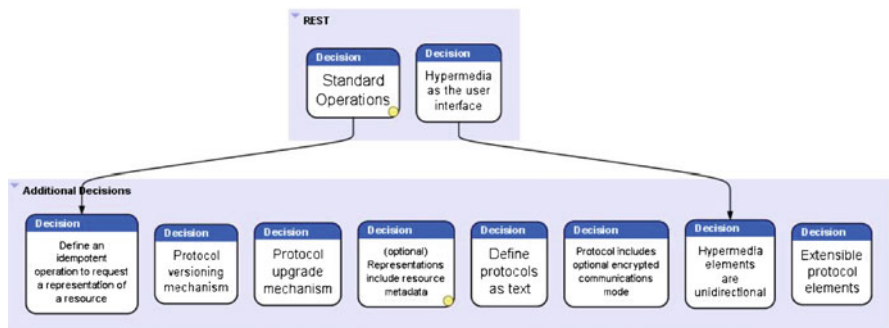 REST
Decision
Standard
Operations
Decision
Hypermedia
as the user
interface
Additional Decisions
Decision
Define an
idempotent
operation to request
a representation of
a resource
Decision
Protocol
versioning
mechanism
Decision
Protocol
upgrade
mechanism
Decision
(optional)
Representations
include resource
metadata
Decision
Define
protocols
as text
Decision
Protocol includes
optional encrypted
communications
mode
Decision
Hypermedia
elements
are
unidirectional
Decision
Extensible
protocol
elements